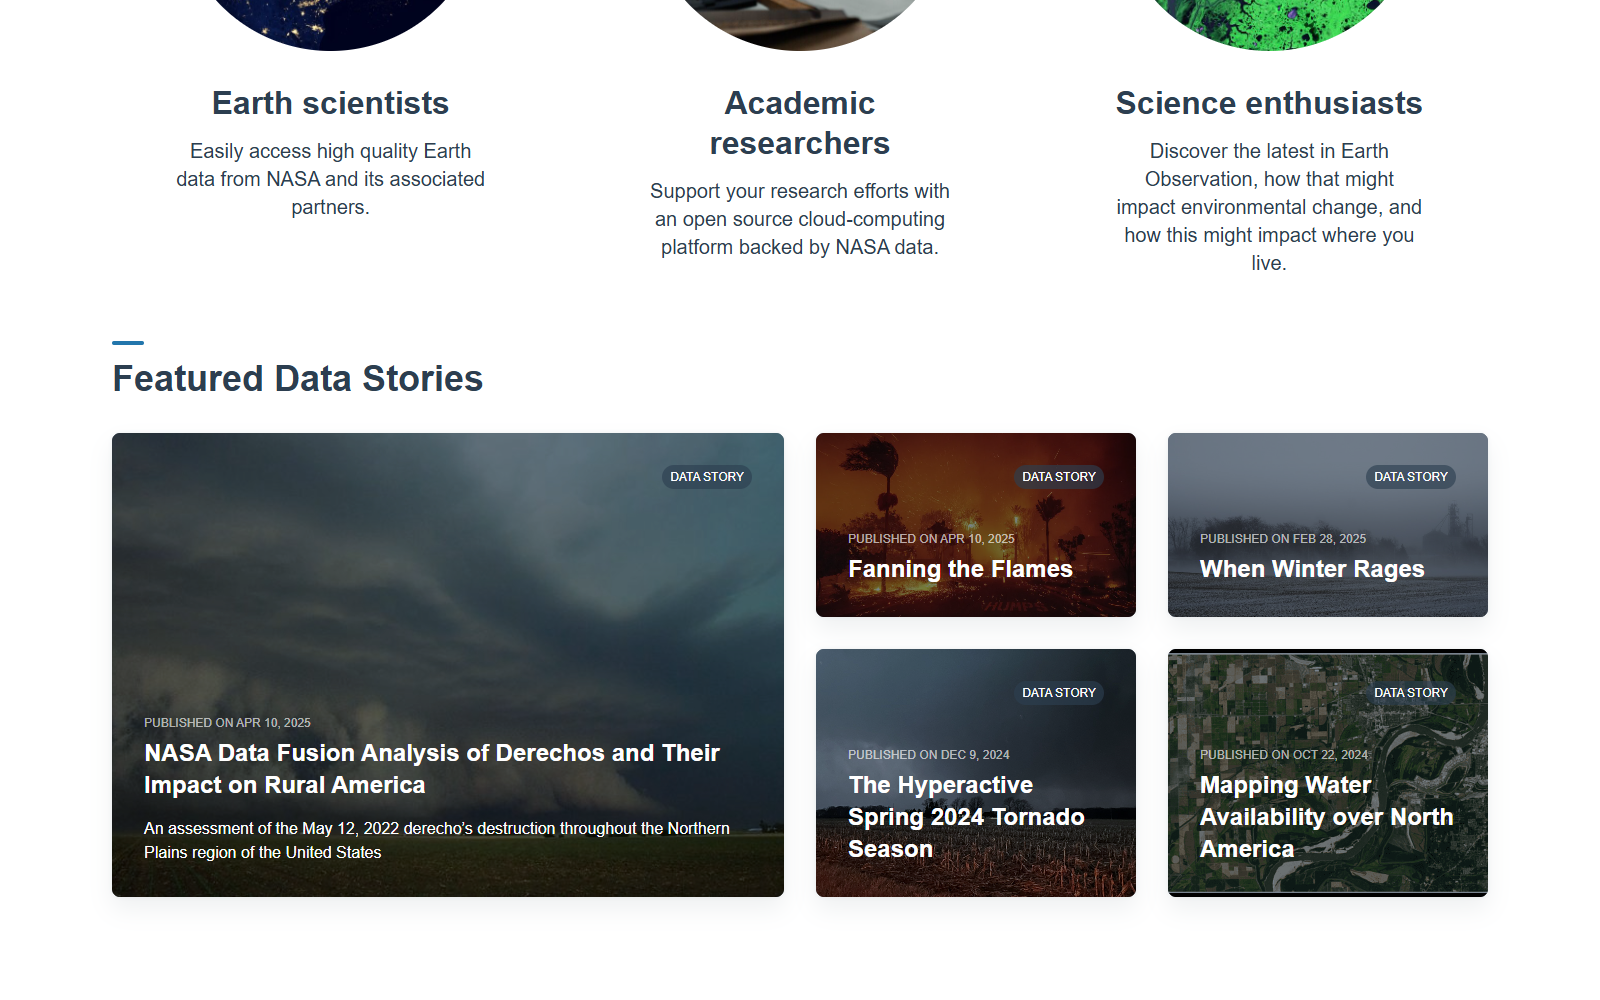 Earth scientists
Easily access high quality Earth
data from NASA and its associated
partners.
Academic
researchers
Support your research efforts with
an open source cloud-computing
platform backed by NASA data.
Science enthusiasts
Discover the latest in Earth
Observation, how that might
impact environmental change, and
how this might impact where you
live.
Featured Data Stories
DATA STORY
PUBLISHED ON APR 10, 2025
NASA Data Fusion Analysis of Derechos and Their
Impact on Rural America
An assessment of the May 12, 2022 derecho's destruction throughout the Northern
Plains region of the United States
DATA STORY
PUBLISHED ON APR 10, 2025
Fanning the Flames
DATA STORY
PUBLISHED ON FEB 28, 2025
When Winter Rages
DATA STORY
PUBLISHED ON DEC 9, 2024
The Hyperactive
Spring 2024 Tornado
Season
DATA STORY
PUBLISHED ON OCT 22, 2024
Mapping Water
Availability over North
America